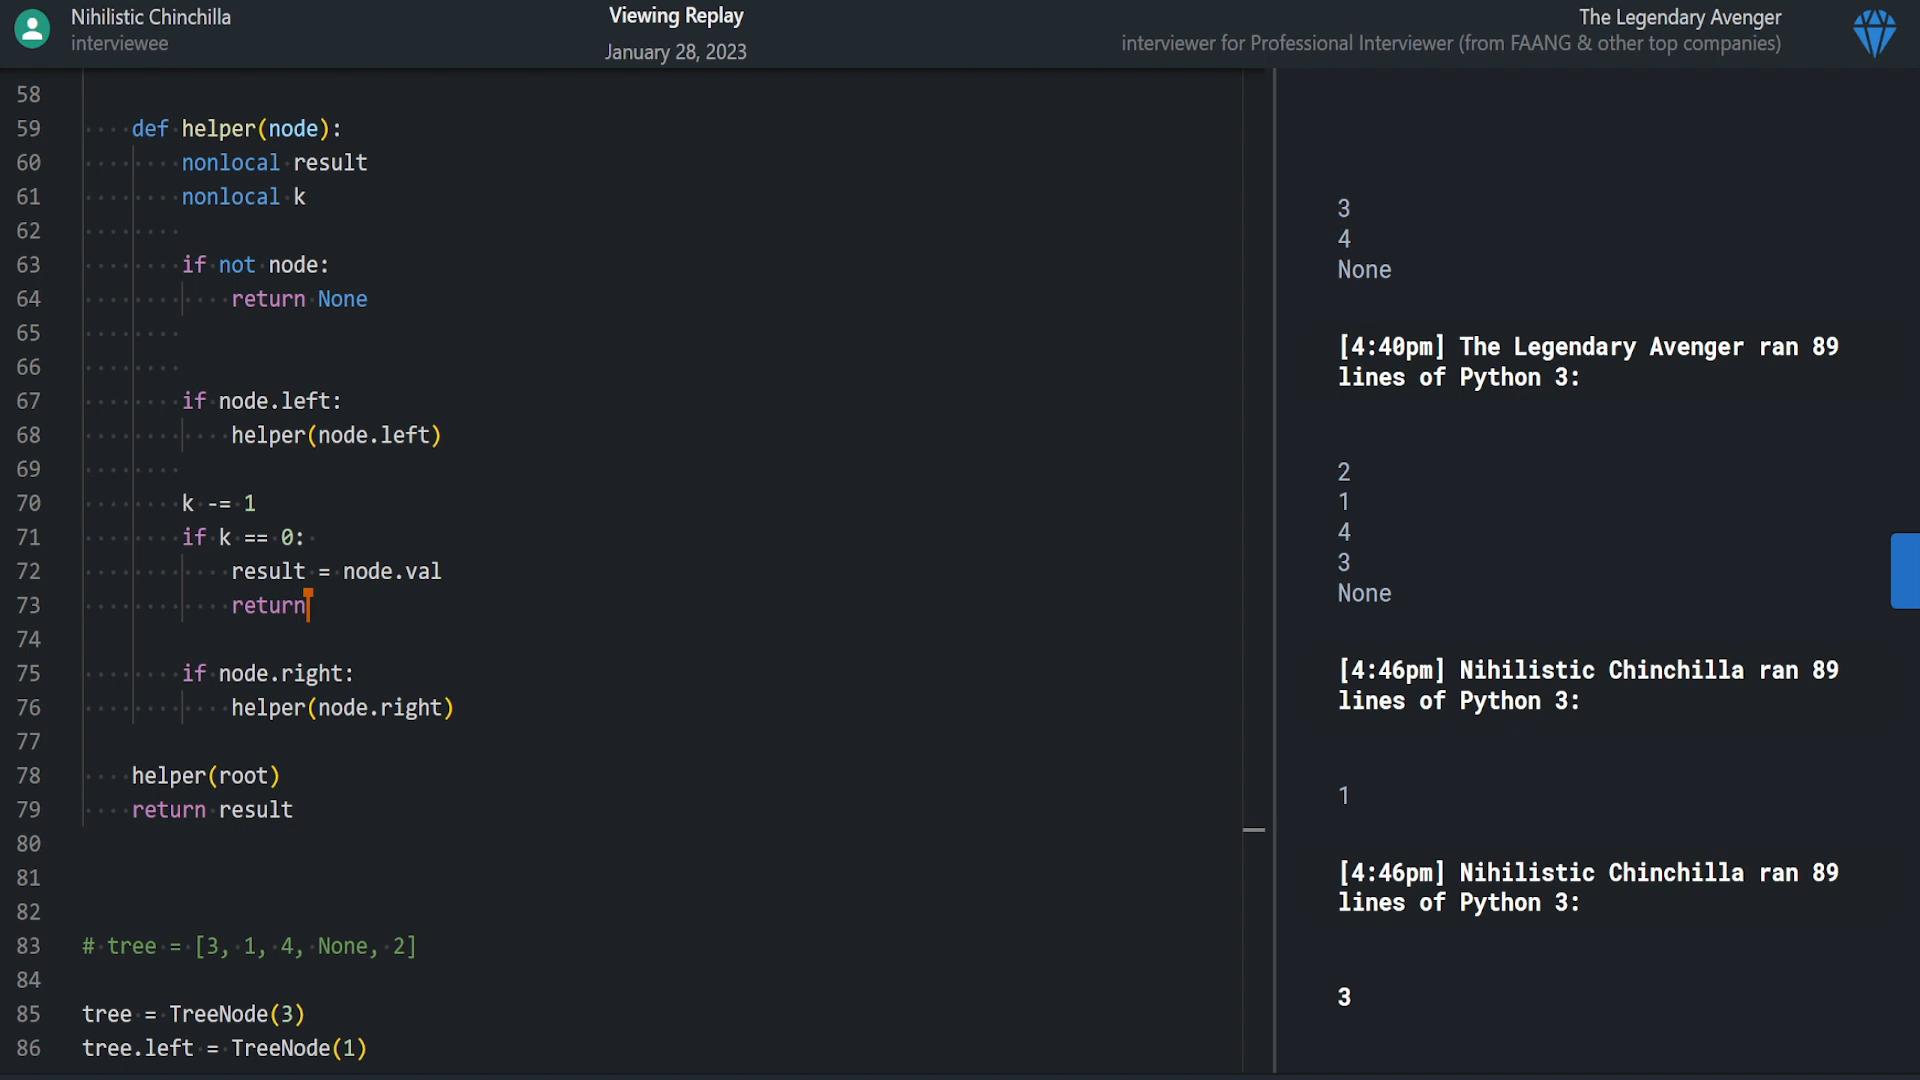 Nihilistic Chinchilla
interviewee
Viewing Replay
January 28, 2023
The Legendary Avenger
interviewer for Professional Interviewer (from FAANG & other top companies)
58
59 def helper(node):
60 nonlocal result
61 nonlocal k
62
63 if not node:
64 return None
65
66
67 if node.left:
68 helper(node.left)
69
70 k -= 1
71 if k == 0:
72 result = node.val
73 return
74
75 if node.right:
76 helper(node.right)
77
78 helper(root)
79 return result
80
81
82
83 # tree = [3, 1, 4, None, 2]
84
85 tree = TreeNode(3)
86 tree.left = TreeNode(1)
3
4
None
[4:40pm] The Legendary Avenger ran 89
lines of Python 3:
2
1
4
3
None
[4:46pm] Nihilistic Chinchilla ran 89
lines of Python 3:
1
[4:46pm] Nihilistic Chinchilla ran 89
lines of Python 3:
3